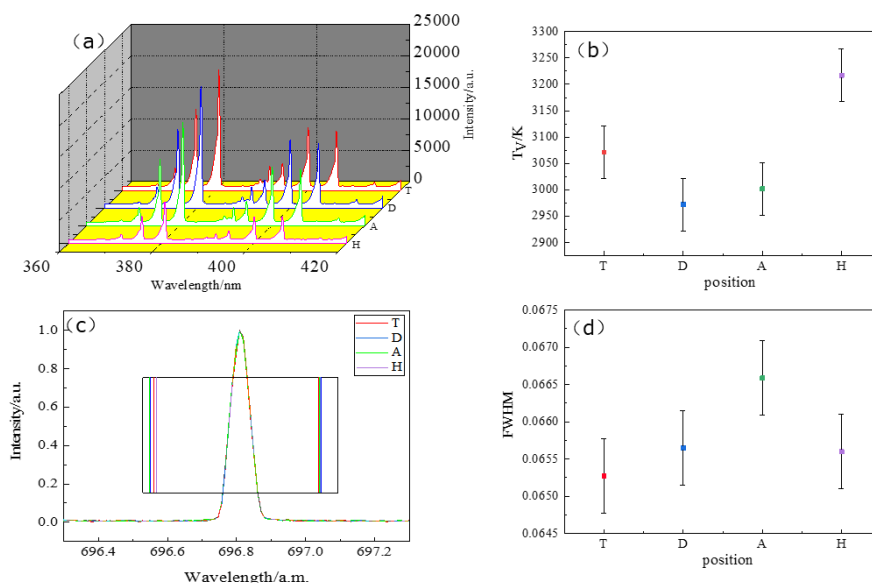 (a)
25000
20000
15000
10000
5000
0
Intensity/a.u.
T
D
A
H
360
380
400
420
Wavelength/nm
(b)
3300
3250
3200
3150
3100
3050
3000
2950
2900
TV/K
T D A H
position
(c)
T
D
A
H
1.0
0.8
0.6
0.4
0.2
0.0
Intensity/a.u.
696.4 696.6 696.8 697.0 697.2
Wavelength/a.m.
(d)
0.0675
0.0670
0.0665
0.0660
0.0655
0.0650
0.0645
FWHM
T D A H
position